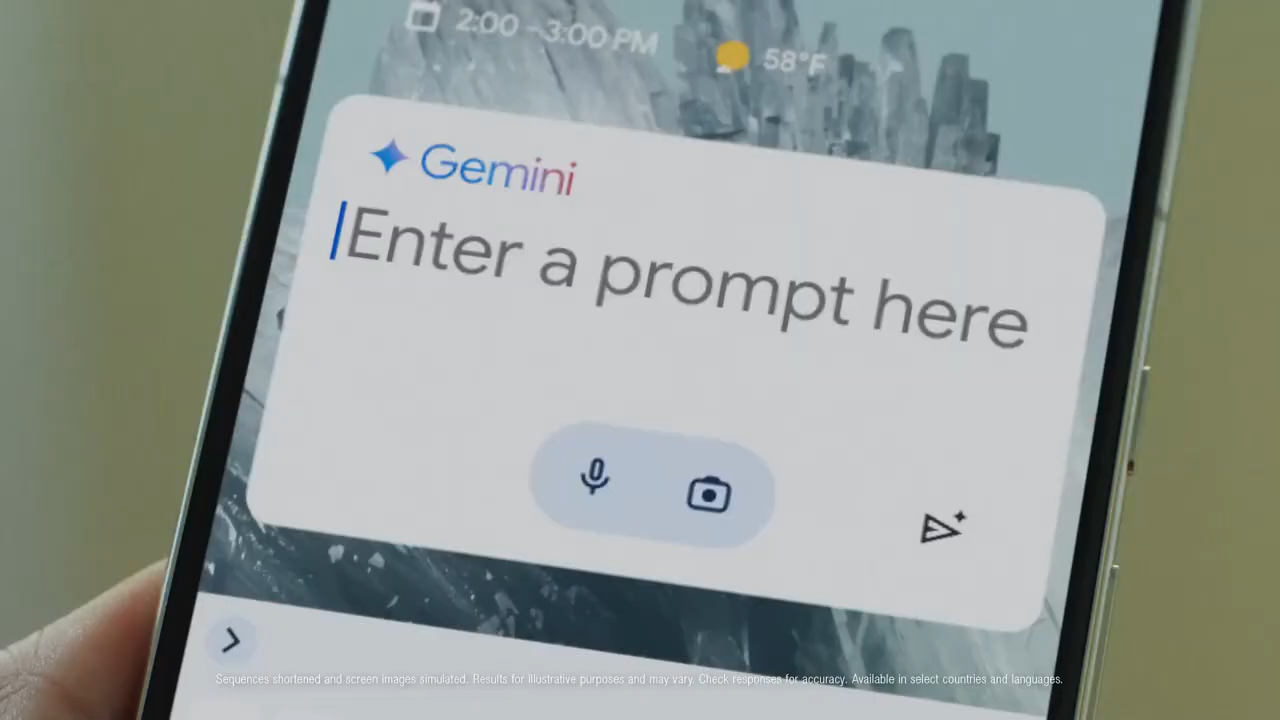 2:00 - 3:00 PM
58°F
Gemini
Enter a prompt here
Sequences shortened and screen images simulated. Results for Illustrative purposes and may vary. Check responses for accuracy. Available in select countries and languages.